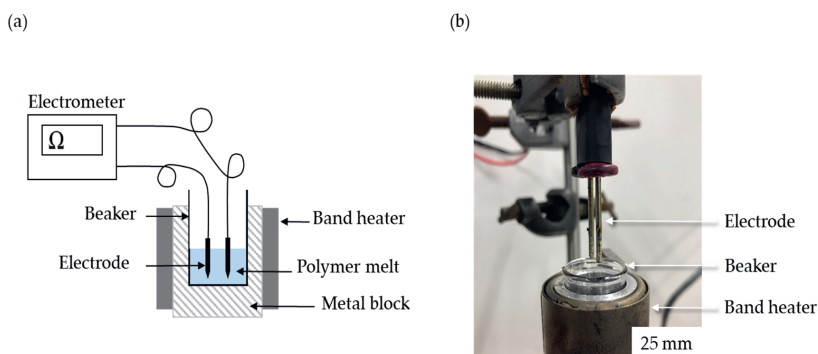 (a)
Electrometer
Ω
Beaker
Band heater
Electrode
Polymer melt
Metal block
(b)
Electrode
Beaker
Band heater
25 mm